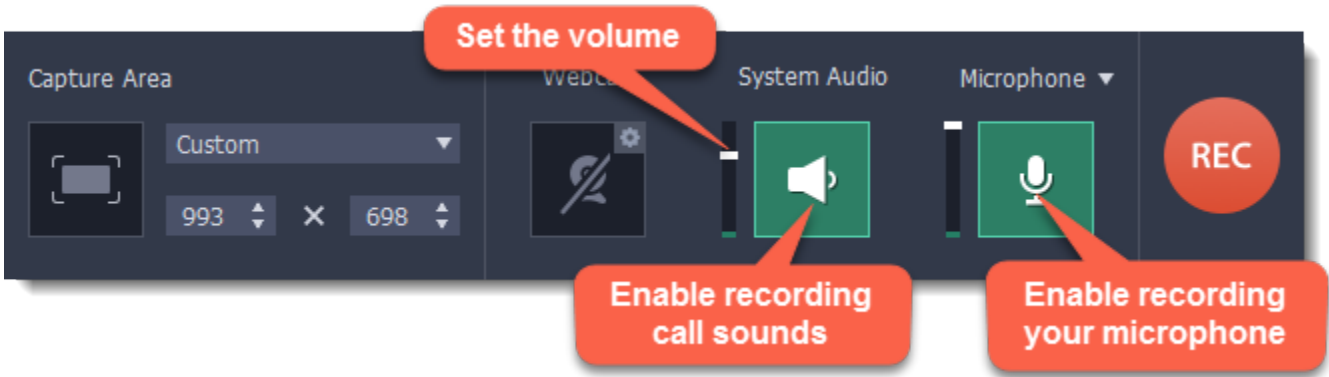 Set the volume
Capture Area
System Audio
Microphone
Custom
993
×
698
REC
Enable recording
call sounds
Enable recording
your microphone